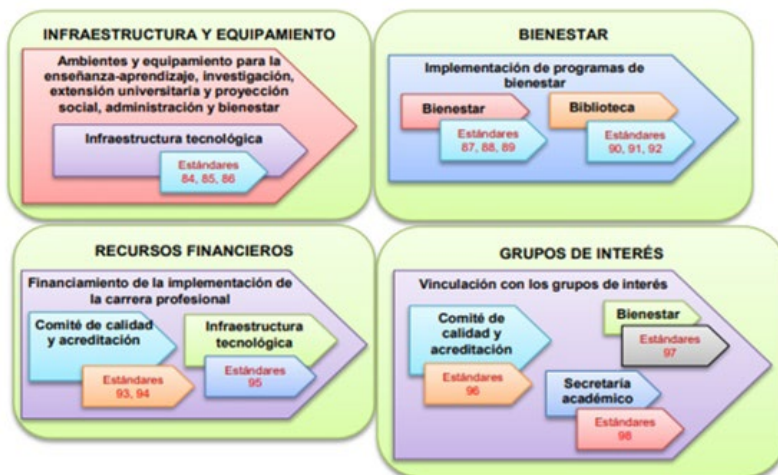 INFRAESTRUCTURA Y EQUIPAMIENTO
Ambientes y equipamiento para la
enseñanza-aprendizaje, investigación,
extensión universitaria y proyección
social, administración y bienestar
Infraestructura tecnológica
Estándares
84, 85, 86
BIENESTAR
Implementación de programas de
bienestar
Bienestar
Estándares
87, 88, 89
Biblioteca
Estándares
90, 91, 92
RECURSOS FINANCIEROS
Financiamiento de la implementación de
la carrera profesional
Comité de calidad
y acreditación
Estándares
93, 94
Infraestructura
tecnológica
Estándares
95
GRUPOS DE INTERÉS
Vinculación con los grupos de interés
Comité de
calidad y
acreditación
Estándares
96
Bienestar
Estándares
97
Secretaría
académico
Estándares
98